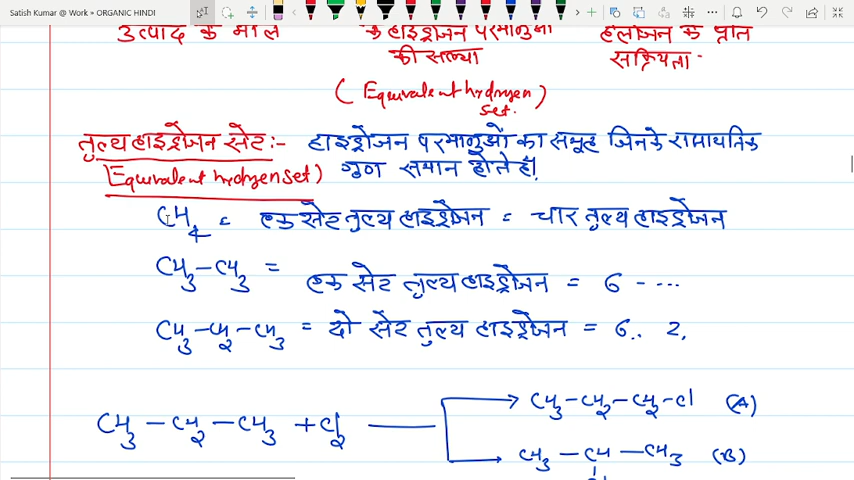 Satish Kumar @ Work » ORGANIC HINDI
उत्पाद के मोल के हाइड्रोजन परमाणुओं हैलोजन के प्रति
की संख्या सक्रियता
(Equivalent hydrogen set.)
तुल्य हाइड्रोजन सेट:- हाइड्रोजन परमाणुओं का समूह जिनके रासायनिक
(Equivalent hydrogen set) गुण समान होते हैं।
CH4 = एक सेट तुल्य हाइड्रोजन = चार तुल्य हाइड्रोजन
CH3-CH3 = एक सेट तुल्य हाइड्रोजन = 6 - ...
CH3-CH2-CH3 = दो सेट तुल्य हाइड्रोजन = 6.. 2.
CH3-CH2-CH2-Cl (A)
CH3-CH2-CH3 + Cl2
CH3-CH-CH3 (B)